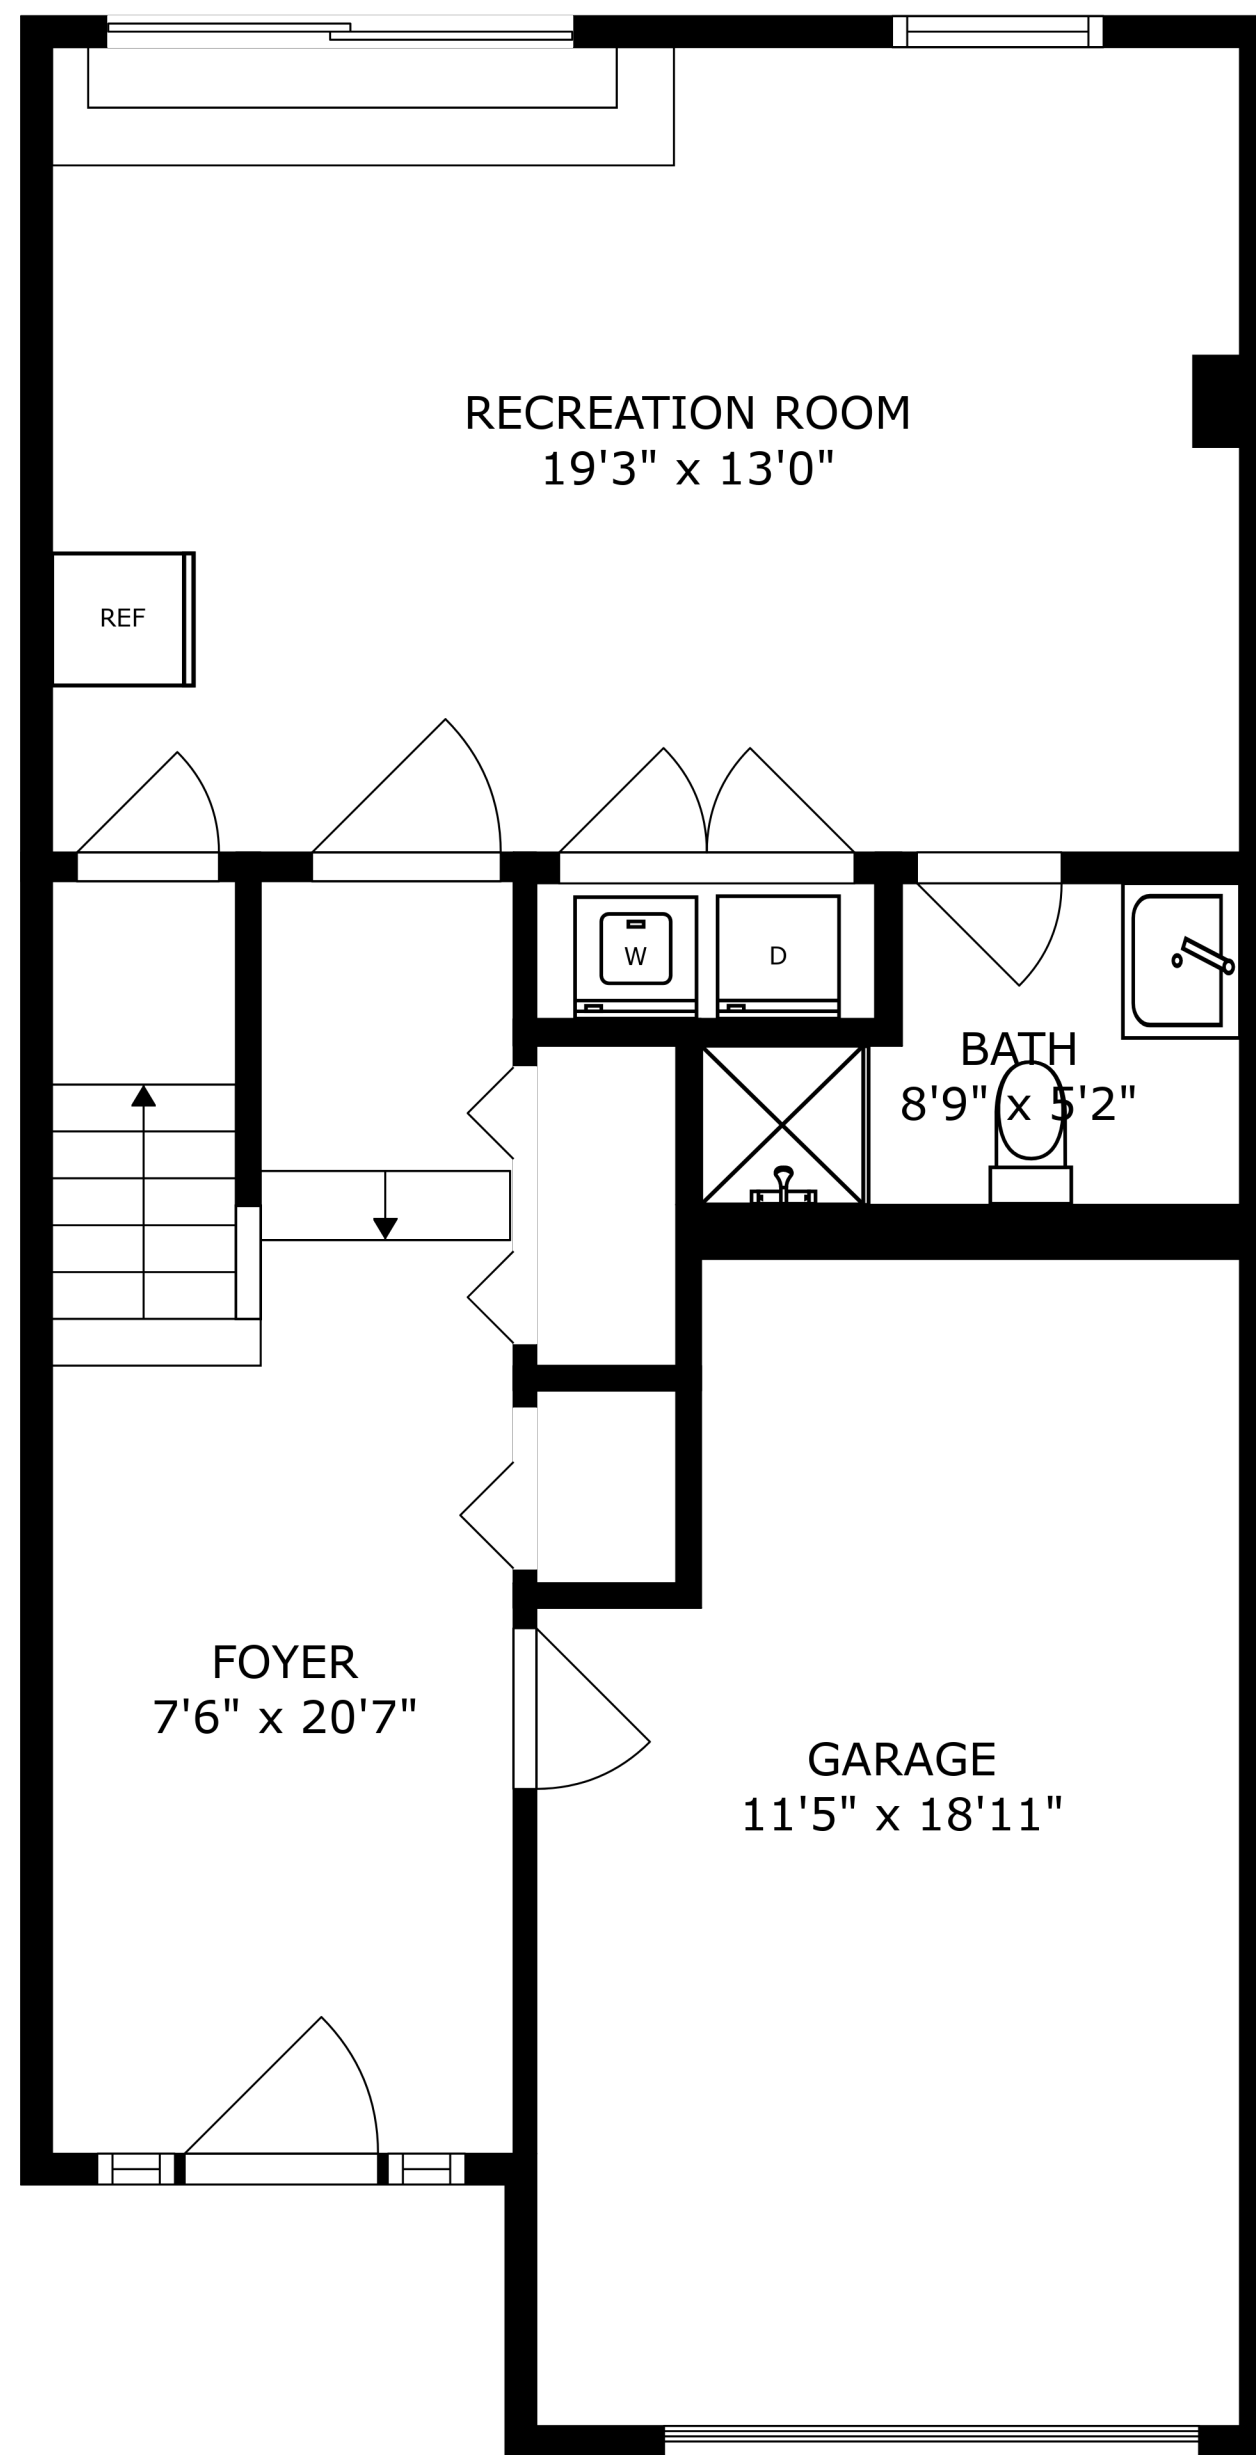 RECREATION ROOM
19'3" x 13'0"
REF
W
D
BATH
8'9" x 5'2"
FOYER
7'6" x 20'7"
GARAGE
11'5" x 18'11"